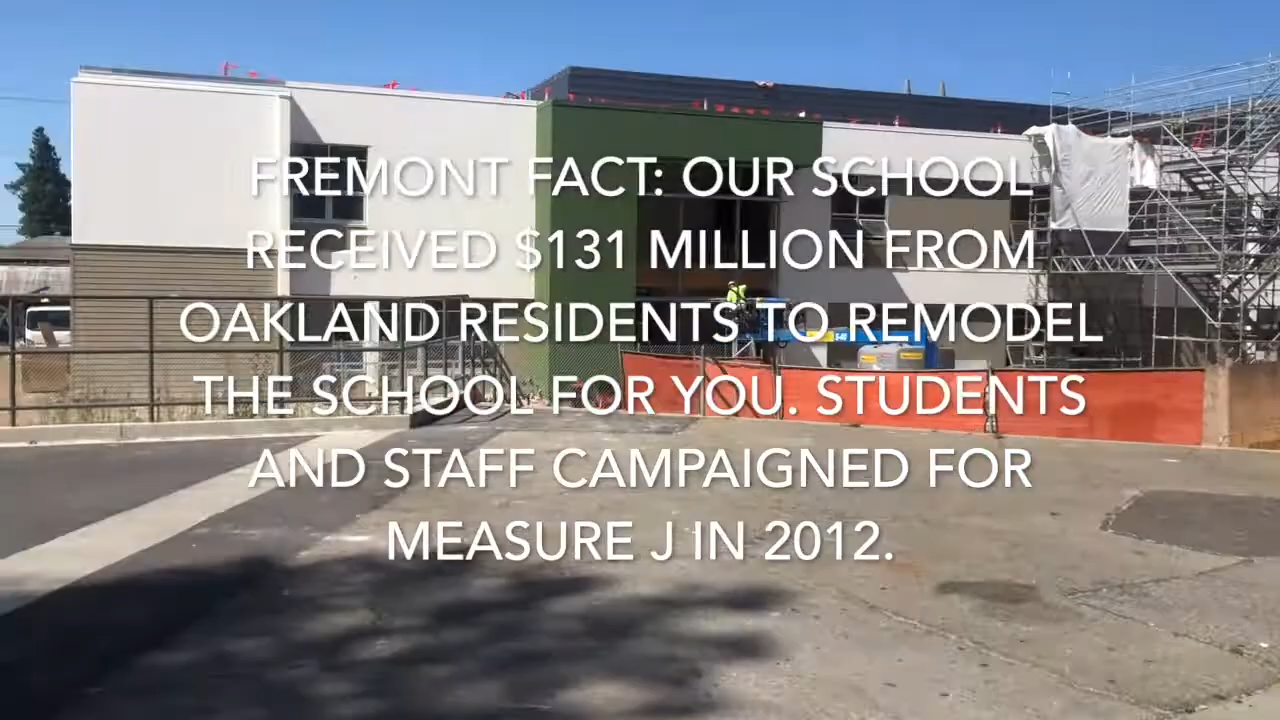 FREMONT FACT: OUR SCHOOL
RECEIVED $131 MILLION FROM
OAKLAND RESIDENTS TO REMODEL
THE SCHOOL FOR YOU. STUDENTS
AND STAFF CAMPAIGNED FOR
MEASURE J IN 2012.